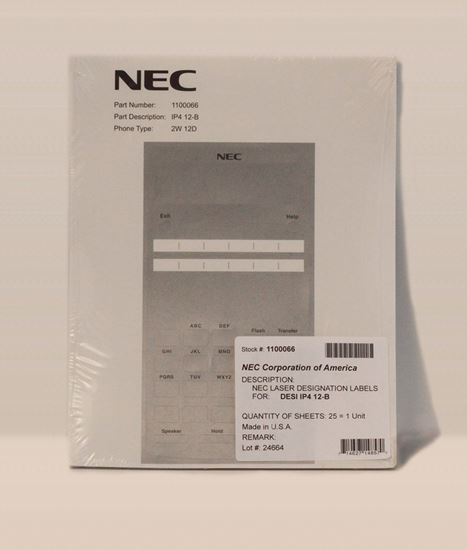 NEC
Part Number: 1100066
Part Description: IP4 12-B
Phone Type: 2W 12D
NEC
Exit Help
ABC DEF
Flash Transfer
GHI JKL MNO
PQRS TUV WXYZ
Speaker Hold
Stock #: 1100066
NEC Corporation of America
DESCRIPTION:
NEC LASER DESIGNATION LABELS
FOR: DESI IP4 12-B
QUANTITY OF SHEETS: 25 = 1 Unit
Made in U.S.A.
REMARK:
Lot #: 24664